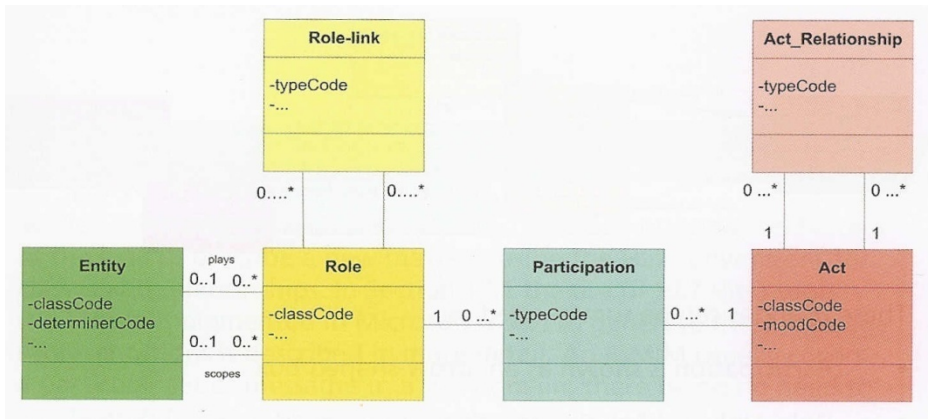 Role-link
-typeCode
-...
Act_Relationship
-typeCode
-...
0....*
0....*
0 ...*
0 ...*
1
1
Entity
-classCode
-determinerCode
-...
plays
0..1 0..*
0..1 0..*
scopes
Role
-classCode
-...
1 0 ...*
Participation
-typeCode
-...
0 ...* 1
Act
-classCode
-moodCode
-...